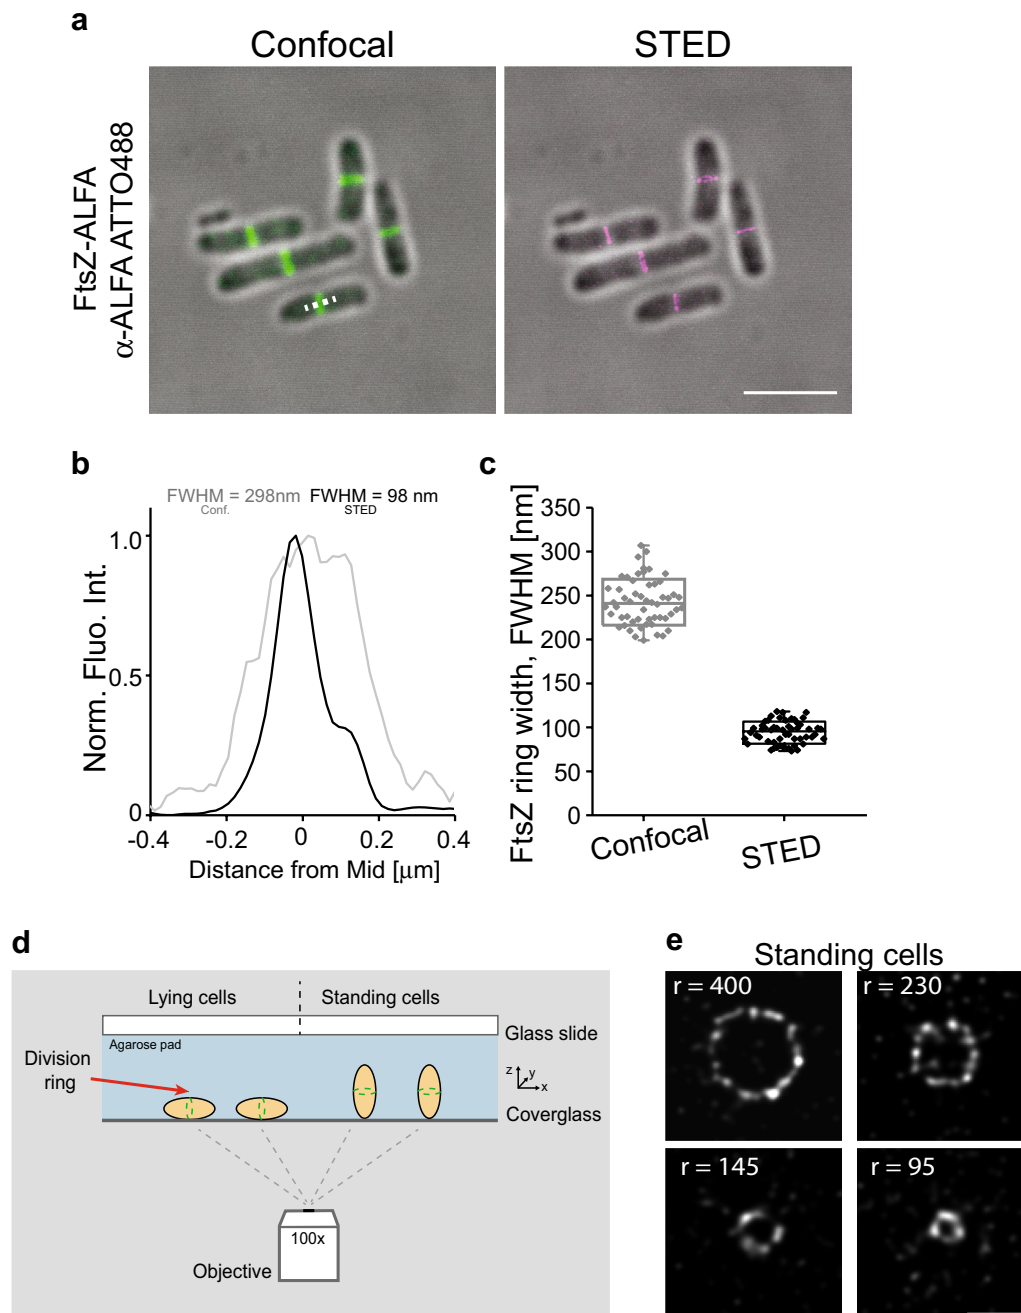 a
Confocal
STED
FtsZ-ALFA
α-ALFA ATTO488
b
FWHM = 298nm
Conf.
FWHM = 98 nm
STED
Norm. Fluo. Int.
1.0
0.5
0
-0.4
-0.2
0
0.2
0.4
Distance from Mid [μm]
c
FtsZ ring width, FWHM [nm]
350
300
250
200
150
100
50
0
Confocal
STED
d
Lying cells
Standing cells
Glass slide
Agarose pad
Division
ring
z
y
x
Coverglass
100x
Objective
e
Standing cells
r = 400
r = 230
r = 145
r = 95